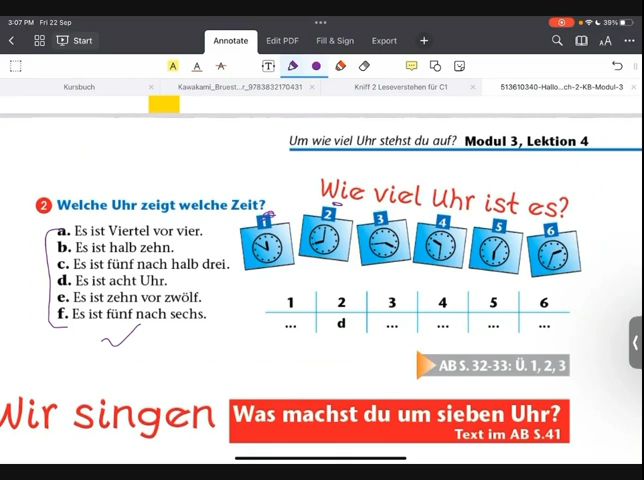 3:07 PM Fri 22 Sep
39%
Start
Annotate
Edit PDF
Fill & Sign
Export
Kursbuch
Kawakami_Bruest...r_9783832170431
Kniff 2 Leseverstehen für C1
513610340-Hallo...ch-2-KB-Modul-3
Um wie viel Uhr stehst du auf? Modul 3, Lektion 4
Wie viel Uhr ist es?
2 Welche Uhr zeigt welche Zeit?
a. Es ist Viertel vor vier.
b. Es ist halb zehn.
c. Es ist fünf nach halb drei.
d. Es ist acht Uhr.
e. Es ist zehn vor zwölf.
f. Es ist fünf nach sechs.
1 2 3 4 5 6
1 2 3 4 5 6
... d ... ... ... ...
AB S. 32-33: Ü. 1, 2, 3
Wir singen
Was machst du um sieben Uhr?
Text im AB S.41